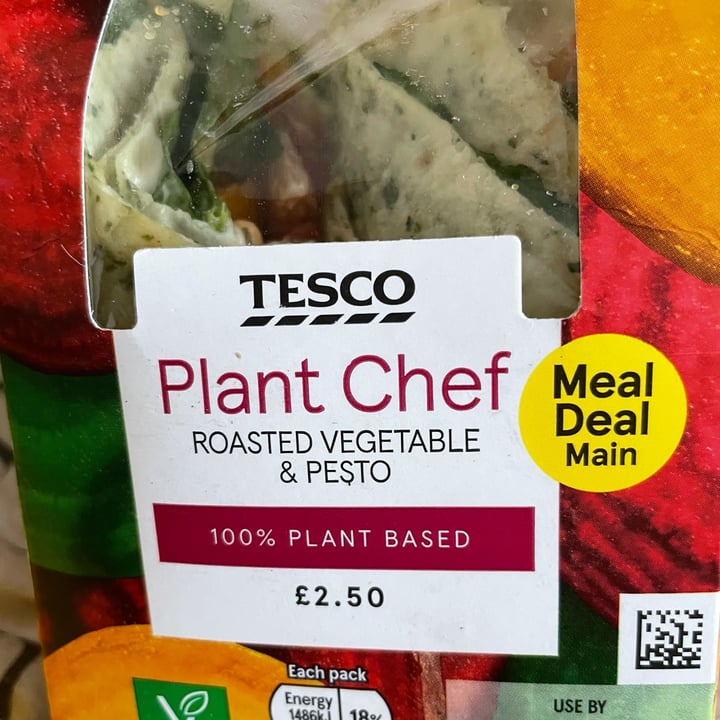 TESCO
Plant Chef
ROASTED VEGETABLE
& PESTO
100% PLANT BASED
£2.50
Meal
Deal
Main
Each pack
Energy
1486kJ
18%
USE BY